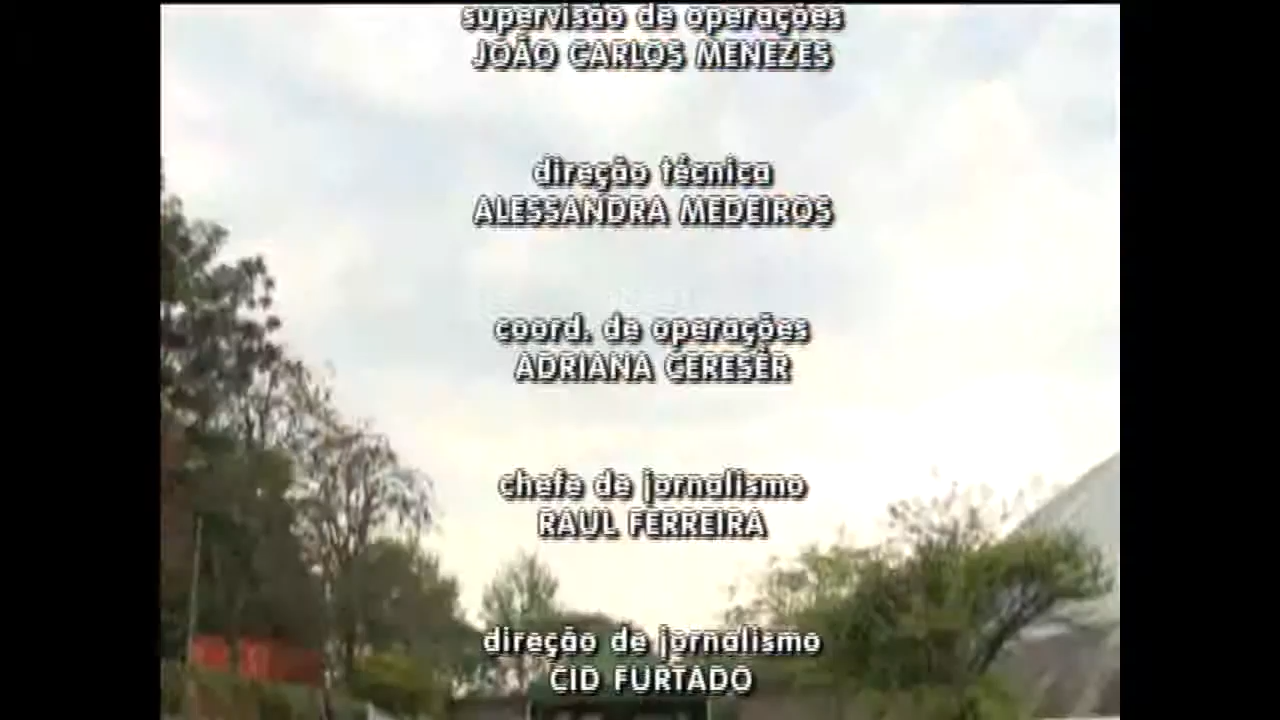 supervisão de operações
JOÃO CARLOS MENEZES
direção técnica
ALESSANDRA MEDEIROS
coord. de operações
ADRIANA CERESÉR
chefe de jornalismo
RAUL FERREIRA
direção de jornalismo
CID FURTADO